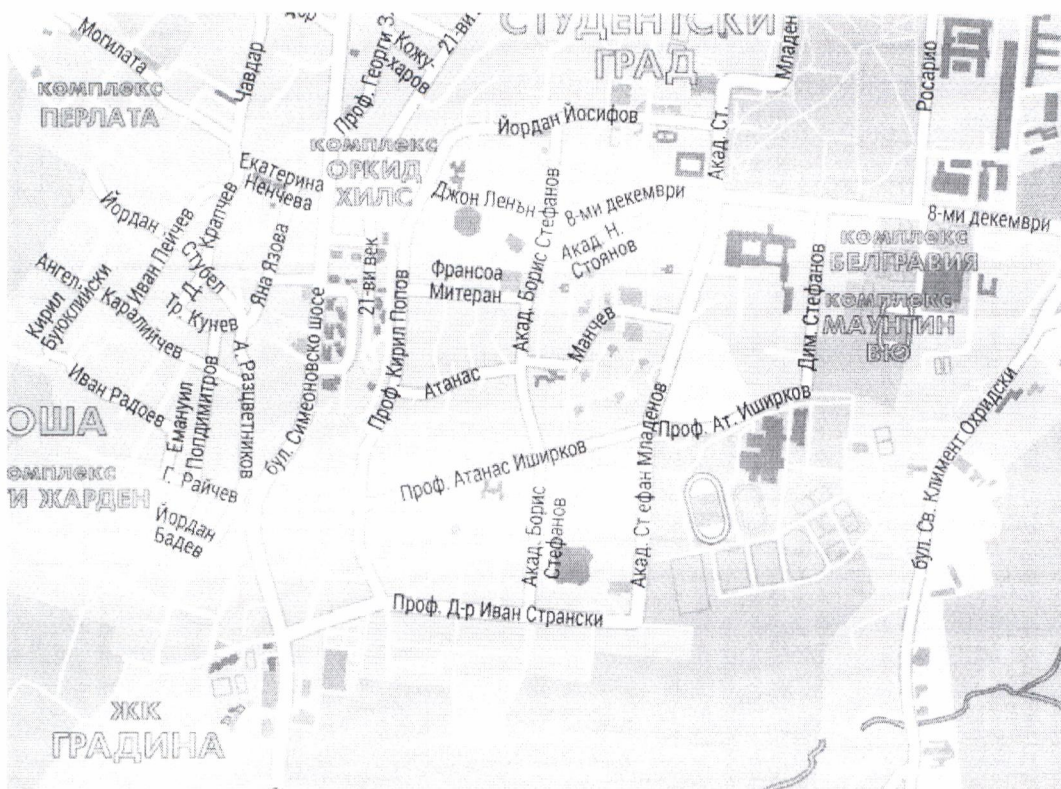 СТУДЕНТСКИ
ГРАД
Могилата
Чавдар
Проф. Георги З.
Кожу-
харов
21-ви
Младен
Росарио
комплекс
ПЕРЛАТА
Йордан Йосифов
Акад. Ст.
комплекс
ОРКИД
ХИЛС
Екатерина
Ненчева
Джон Ленън
Акад. Борис Стефанов
8-ми декември
8-ми декември
Йордан
Стубел
Иван Пейчев
Д. Крапчев
Яна Язова
Акад. Н.
Стоянов
комплекс
БЕЛГРАВИЯ
Ангел
Каралийчев
Кирил
Буюклийски
Тр. Кунев
21-ви век
Франсоа
Митеран
Манчев
Дим. Стефанов
комплекс
МАУНТИН
ВЮ
Иван Радоев
Емануил
Попдимитров
А. Разцветников
бул. Симеоновско шосе
Проф. Кирил Попов
Атанас
ОША
Г. Райчев
Проф. Атанас Иширков
Акад. Стефан Младенов
Проф. Ат. Иширков
бул. Св. Климент Охридски
омплекс
ТИ ЖАРДЕН
Йордан
Бадев
Акад. Борис
Стефанов
Проф. Д-р Иван Странски
ЖК
ГРАДИНА